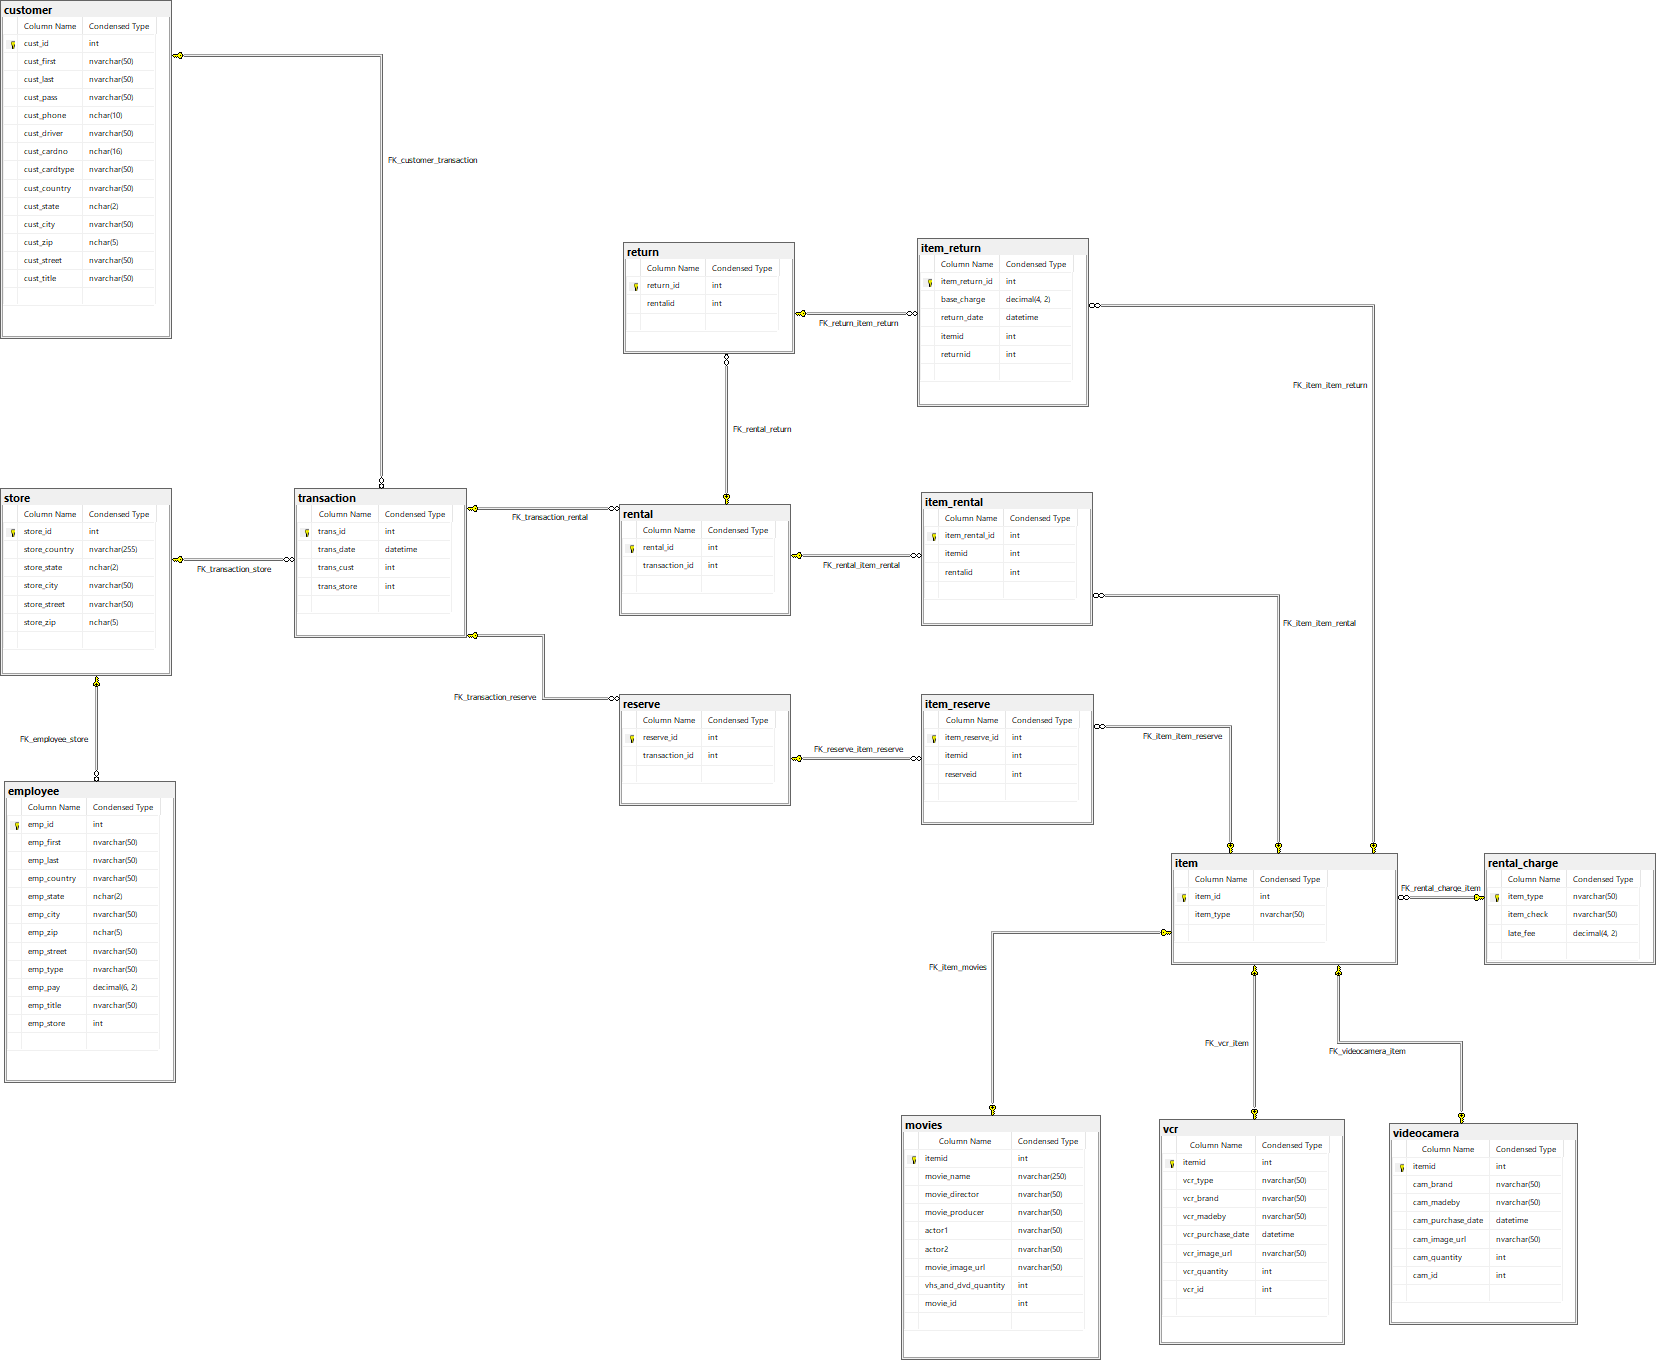 customer
Column Name Condensed Type
cust_id int
cust_first nvarchar(50)
cust_last nvarchar(50)
cust_pass nvarchar(50)
cust_phone nchar(10)
cust_driver nvarchar(50)
cust_cardno nchar(16)
cust_cardtype nvarchar(50)
cust_country nvarchar(50)
cust_state nchar(2)
cust_city nvarchar(50)
cust_zip nchar(5)
cust_street nvarchar(50)
cust_title nvarchar(50)
FK_customer_transaction
return
Column Name Condensed Type
return_id int
rentalid int
FK_return_item_return
item_return
Column Name Condensed Type
item_return_id int
base_charge decimal(4, 2)
return_date datetime
itemid int
returnid int
FK_item_item_return
FK_rental_return
store
Column Name Condensed Type
store_id int
store_country nvarchar(255)
store_state nchar(2)
store_city nvarchar(50)
store_street nvarchar(50)
store_zip nchar(5)
FK_transaction_store
transaction
Column Name Condensed Type
trans_id int
trans_date datetime
trans_cust int
trans_store int
FK_transaction_rental
rental
Column Name Condensed Type
rental_id int
transaction_id int
FK_rental_item_rental
item_rental
Column Name Condensed Type
item_rental_id int
itemid int
rentalid int
FK_item_item_rental
FK_transaction_reserve
reserve
Column Name Condensed Type
reserve_id int
transaction_id int
FK_reserve_item_reserve
item_reserve
Column Name Condensed Type
item_reserve_id int
itemid int
reserveid int
FK_item_item_reserve
FK_employee_store
employee
Column Name Condensed Type
emp_id int
emp_first nvarchar(50)
emp_last nvarchar(50)
emp_country nvarchar(50)
emp_state nchar(2)
emp_city nvarchar(50)
emp_zip nchar(5)
emp_street nvarchar(50)
emp_type nvarchar(50)
emp_pay decimal(6, 2)
emp_title nvarchar(50)
emp_store int
item
Column Name Condensed Type
item_id int
item_type nvarchar(50)
FK_rental_charge_item
rental_charge
Column Name Condensed Type
item_type nvarchar(50)
item_check nvarchar(50)
late_fee decimal(4, 2)
FK_item_movies
FK_vcr_item
FK_videocamera_item
movies
Column Name Condensed Type
itemid int
movie_name nvarchar(250)
movie_director nvarchar(50)
movie_producer nvarchar(50)
actor1 nvarchar(50)
actor2 nvarchar(50)
movie_image_url nvarchar(50)
vhs_and_dvd_quantity int
movie_id int
vcr
Column Name Condensed Type
itemid int
vcr_type nvarchar(50)
vcr_brand nvarchar(50)
vcr_madeby nvarchar(50)
vcr_purchase_date datetime
vcr_image_url nvarchar(50)
vcr_quantity int
vcr_id int
videocamera
Column Name Condensed Type
itemid int
cam_brand nvarchar(50)
cam_madeby nvarchar(50)
cam_purchase_date datetime
cam_image_url nvarchar(50)
cam_quantity int
cam_id int